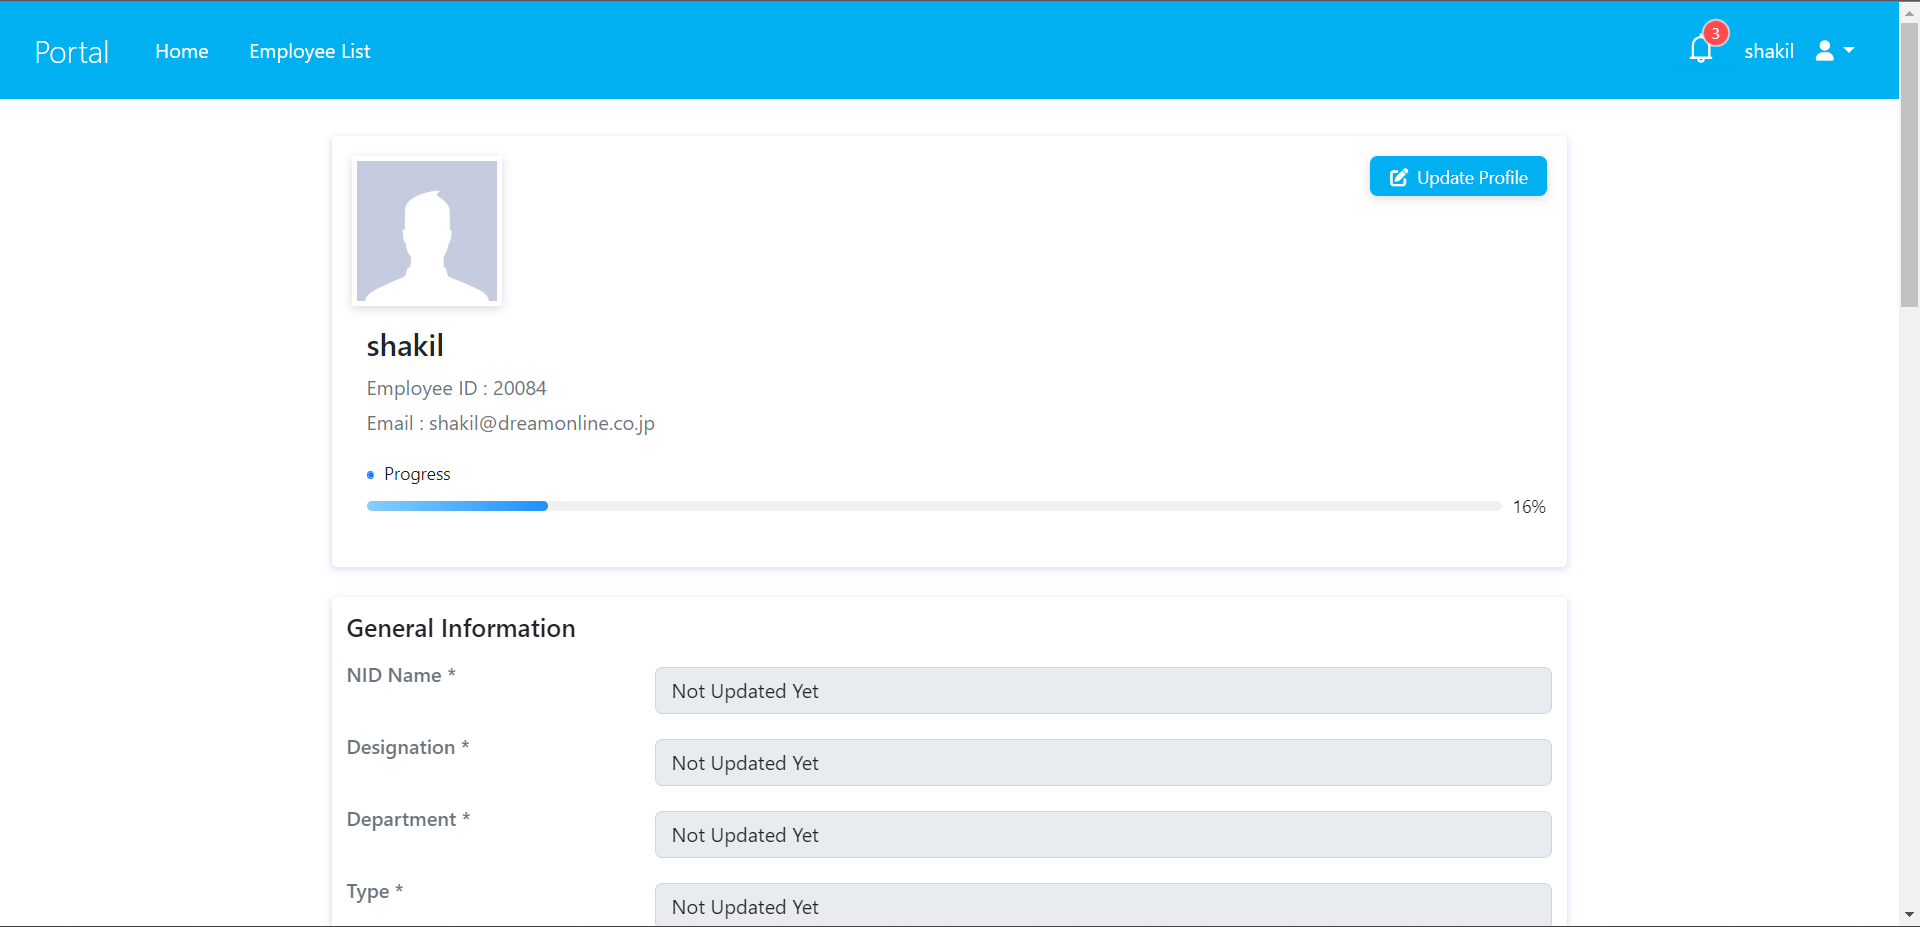 Portal Home Employee List 3 shakil
Update Profile
shakil
Employee ID : 20084
Email : shakil@dreamonline.co.jp
Progress
16%
General Information
NID Name * Not Updated Yet
Designation * Not Updated Yet
Department * Not Updated Yet
Type * Not Updated Yet